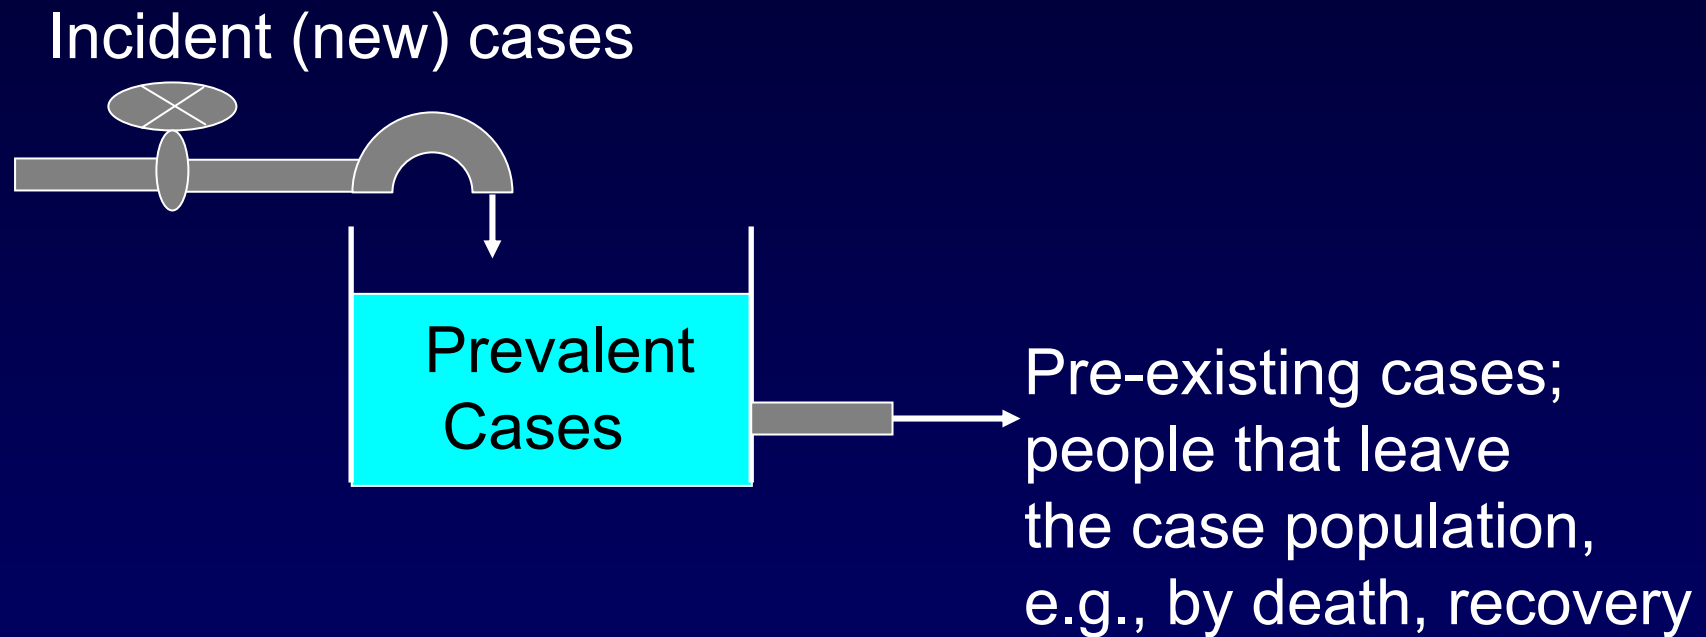 Incident (new) cases
Prevalent
Cases
Pre-existing cases;
people that leave
the case population,
e.g., by death, recovery